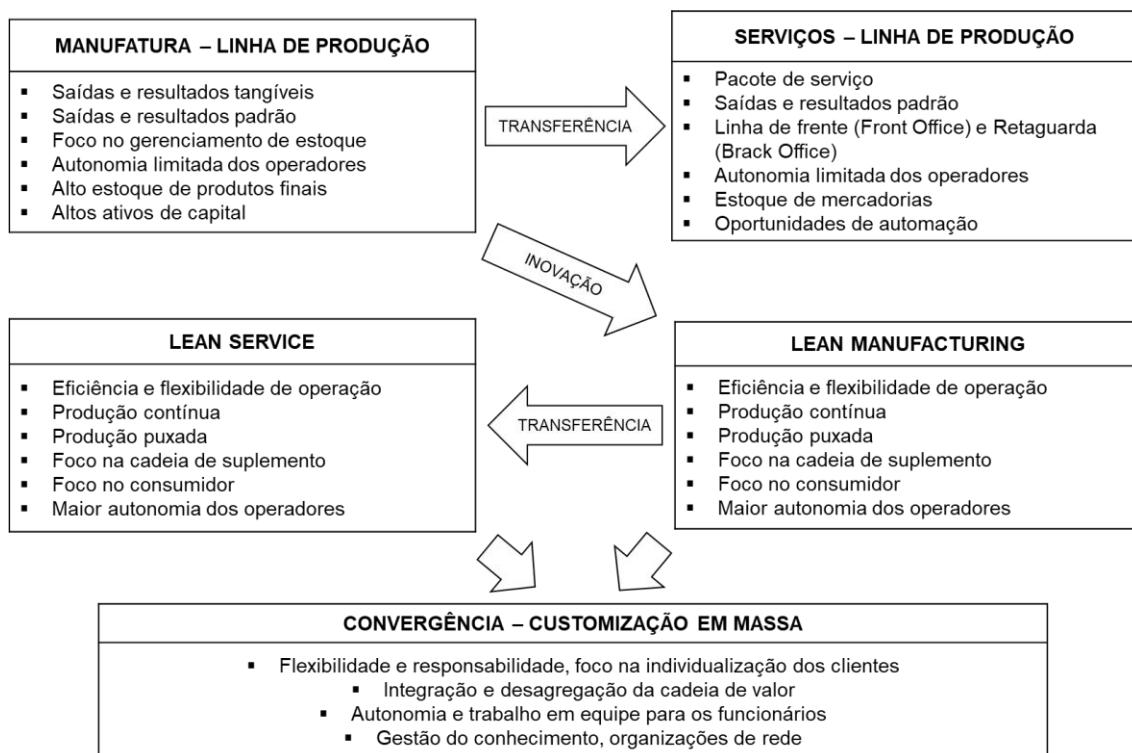 MANUFATURA – LINHA DE PRODUÇÃO
▪ Saídas e resultados tangíveis
▪ Saídas e resultados padrão
▪ Foco no gerenciamento de estoque
▪ Autonomia limitada dos operadores
▪ Alto estoque de produtos finais
▪ Altos ativos de capital
TRANSFERÊNCIA
SERVIÇOS – LINHA DE PRODUÇÃO
▪ Pacote de serviço
▪ Saídas e resultados padrão
▪ Linha de frente (Front Office) e Retaguarda
(Brack Office)
▪ Autonomia limitada dos operadores
▪ Estoque de mercadorias
▪ Oportunidades de automação
INOVAÇÃO
LEAN SERVICE
▪ Eficiência e flexibilidade de operação
▪ Produção contínua
▪ Produção puxada
▪ Foco na cadeia de suplemento
▪ Foco no consumidor
▪ Maior autonomia dos operadores
TRANSFERÊNCIA
LEAN MANUFACTURING
▪ Eficiência e flexibilidade de operação
▪ Produção contínua
▪ Produção puxada
▪ Foco na cadeia de suplemento
▪ Foco no consumidor
▪ Maior autonomia dos operadores
CONVERGÊNCIA – CUSTOMIZAÇÃO EM MASSA
▪ Flexibilidade e responsabilidade, foco na individualização dos clientes
▪ Integração e desagregação da cadeia de valor
▪ Autonomia e trabalho em equipe para os funcionários
▪ Gestão do conhecimento, organizações de rede